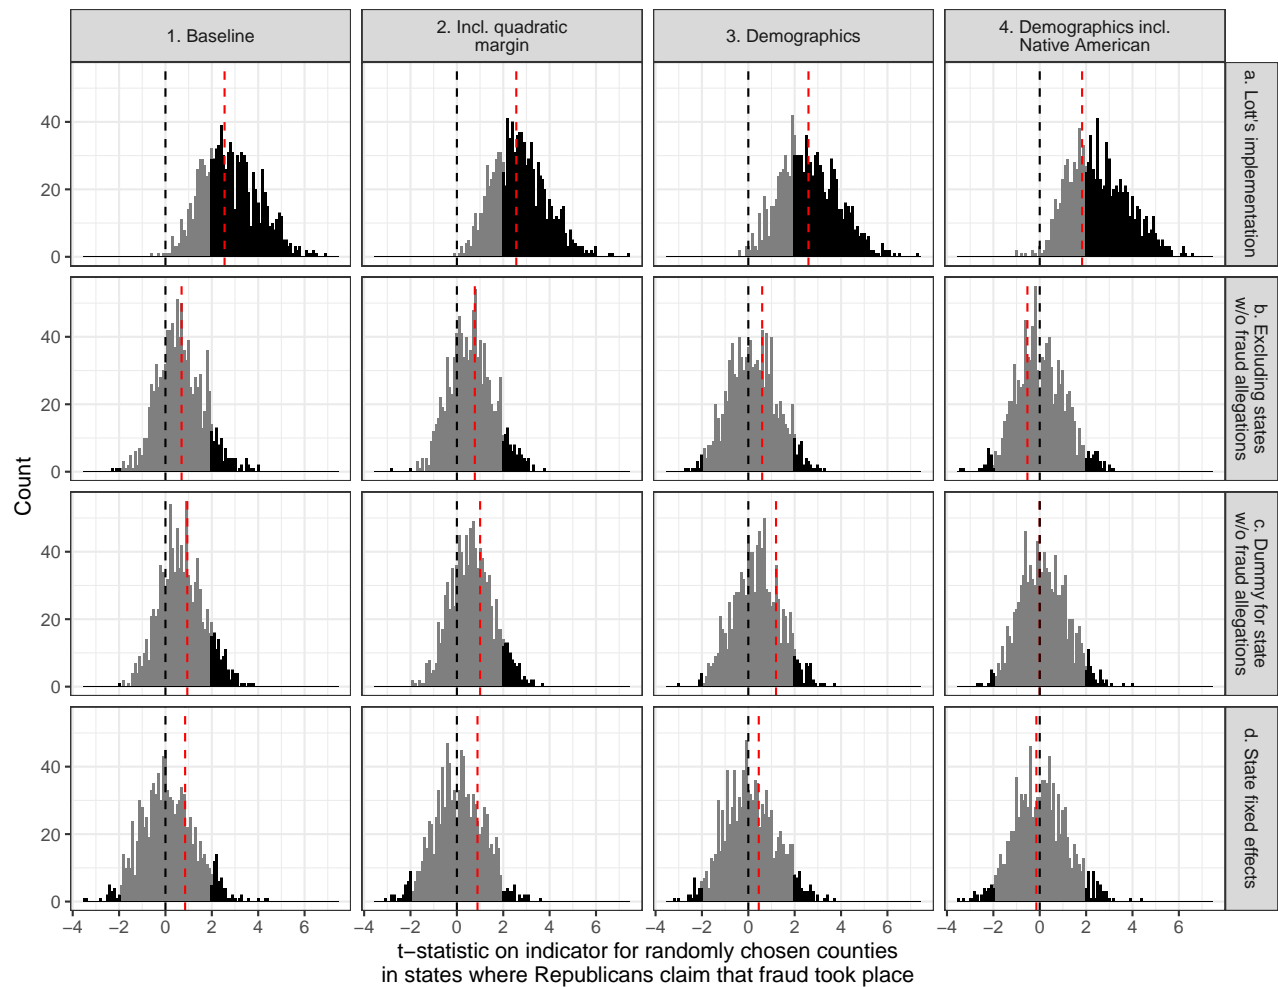 1. Baseline
2. Incl. quadratic
margin
3. Demographics
4. Demographics incl.
Native American
a. Lott's implementation
b. Excluding states
w/o fraud allegations
c. Dummy for state
w/o fraud allegations
d. State fixed effects
Count
40
20
0
40
20
0
40
20
0
40
20
0
−4 −2 0 2 4 6
−4 −2 0 2 4 6
−4 −2 0 2 4 6
−4 −2 0 2 4 6
t−statistic on indicator for randomly chosen counties
in states where Republicans claim that fraud took place